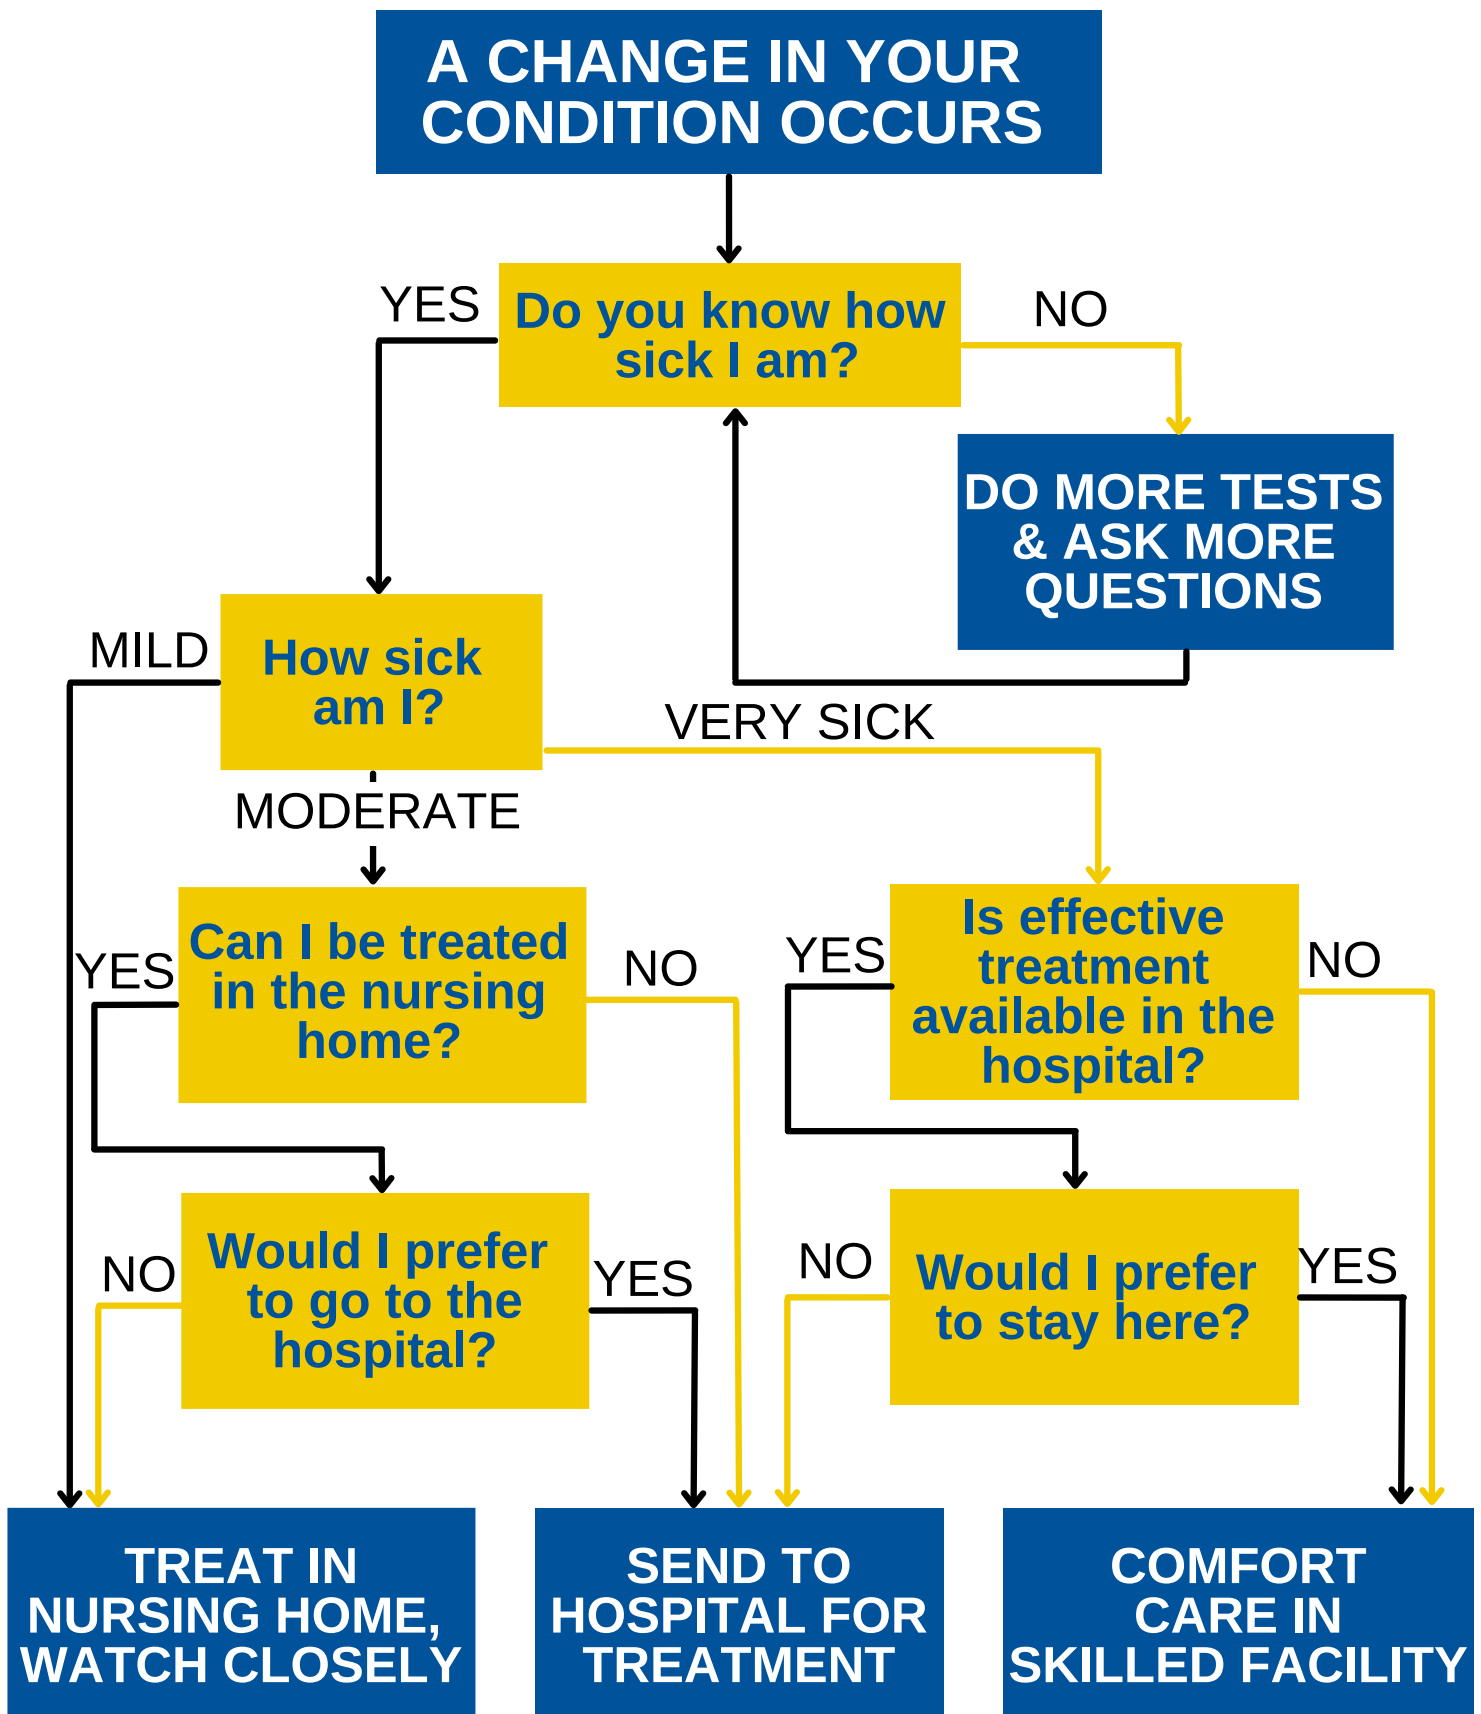 A CHANGE IN YOUR
CONDITION OCCURS
YES
Do you know how
sick I am?
NO
DO MORE TESTS
& ASK MORE
QUESTIONS
MILD
How sick
am I?
VERY SICK
MODERATE
YES
Can I be treated
in the nursing
home?
NO
YES
Is effective
treatment
available in the
hospital?
NO
NO
Would I prefer
to go to the
hospital?
YES
NO
Would I prefer
to stay here?
YES
TREAT IN
NURSING HOME,
WATCH CLOSELY
SEND TO
HOSPITAL FOR
TREATMENT
COMFORT
CARE IN
SKILLED FACILITY